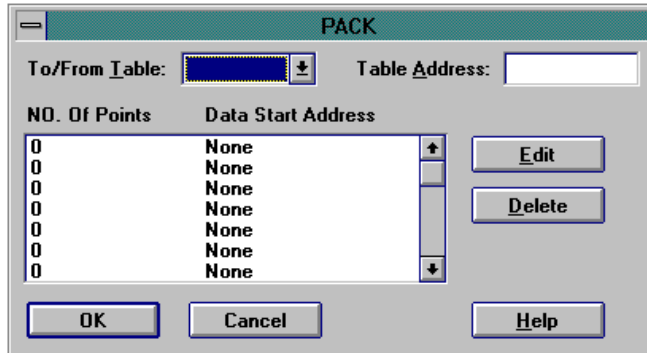 PACK
To/From Table: Table Address:
NO. Of Points Data Start Address
0 None
0 None
0 None
0 None
0 None
0 None
0 None
Edit
Delete
OK Cancel Help